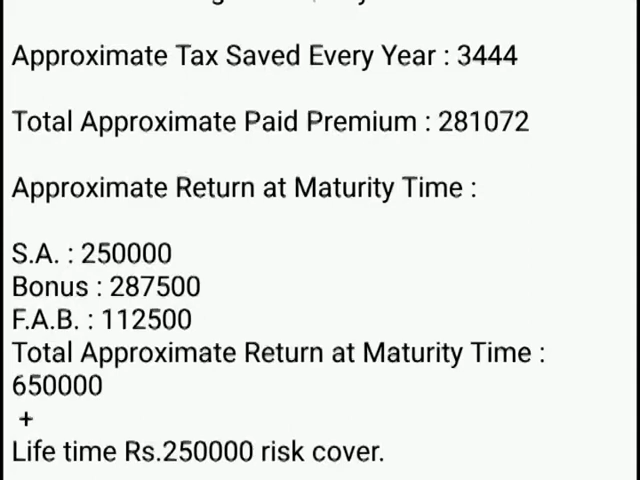 Approximate Tax Saved Every Year : 3444
Total Approximate Paid Premium : 281072
Approximate Return at Maturity Time :
S.A. : 250000
Bonus : 287500
F.A.B. : 112500
Total Approximate Return at Maturity Time :
650000
+
Life time Rs.250000 risk cover.